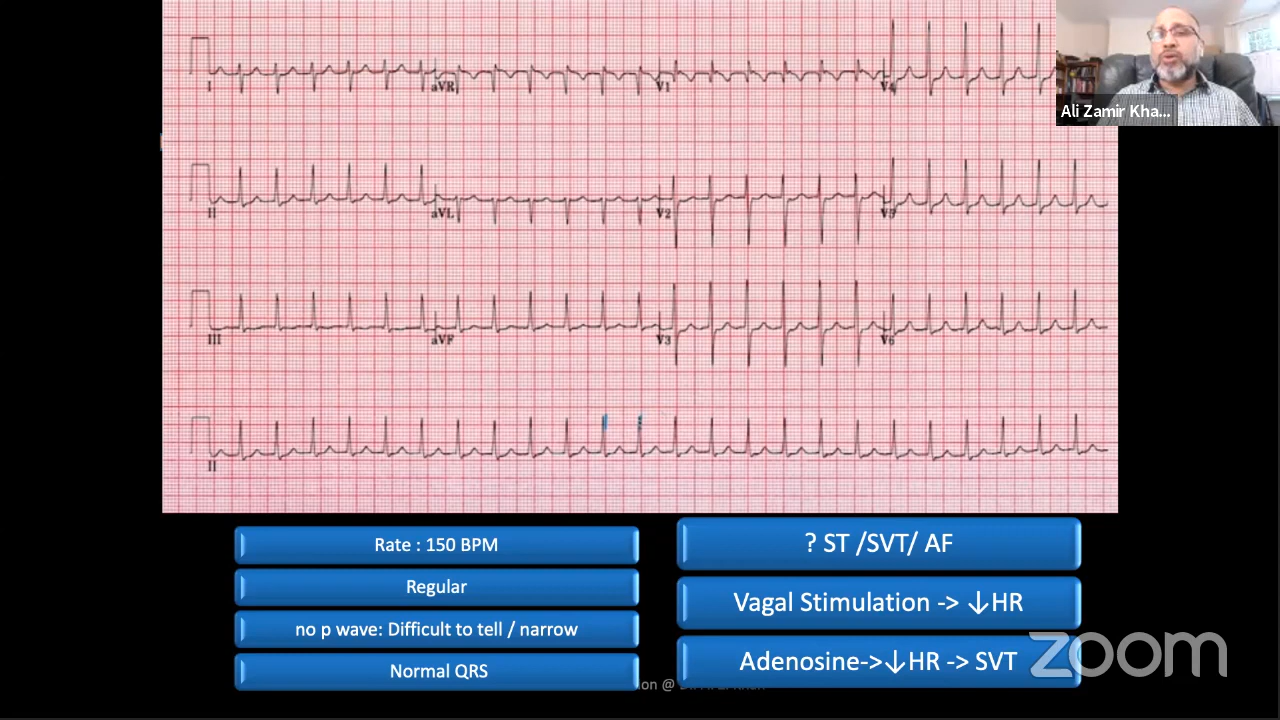 I
aVR
V1
V4
Ali Zamir Kha...
II
aVL
V2
V5
III
aVF
V3
V6
II
Rate : 150 BPM
Regular
no p wave: Difficult to tell / narrow
Normal QRS
? ST /SVT/ AF
Vagal Stimulation -> ↓HR
Adenosine->↓HR -> SVT
zoom